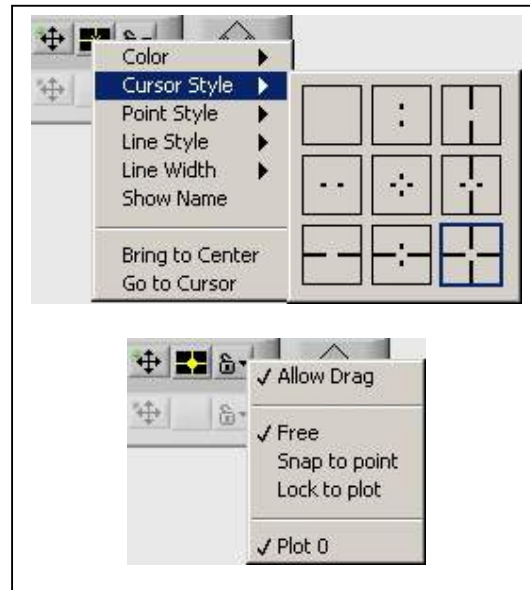 Color
Cursor Style
Point Style
Line Style
Line Width
Show Name
Bring to Center
Go to Cursor
Allow Drag
Free
Snap to point
Lock to plot
Plot 0